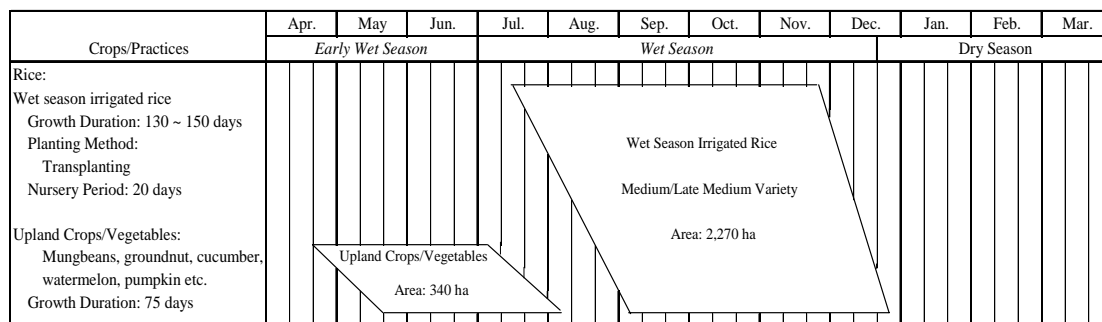 Apr. May Jun. Jul. Aug. Sep. Oct. Nov. Dec. Jan. Feb. Mar.
Crops/Practices Early Wet Season Wet Season Dry Season
Rice:
Wet season irrigated rice
Growth Duration: 130 ~ 150 days
Planting Method:
Transplanting
Nursery Period: 20 days
Wet Season Irrigated Rice
Medium/Late Medium Variety
Area: 2,270 ha
Upland Crops/Vegetables:
Mungbeans, groundnut, cucumber,
watermelon, pumpkin etc.
Growth Duration: 75 days
Upland Crops/Vegetables
Area: 340 ha